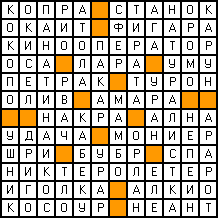 КОПРА СТАНОК
ОКАИТ ФИГАРА
КИНООПЕРАТОР
ОСА ЛАРА УМУ
ПЕТРАК ТУРОН
ОЛИВ АМАРА
НАКРА АЛНА
УДАЧА МОНИЕР
ШРИ БУБР СПА
НИКТЕРОЛЕТЕР
ИГОЛКА АЛКИО
КОСОУР НЕАНТ